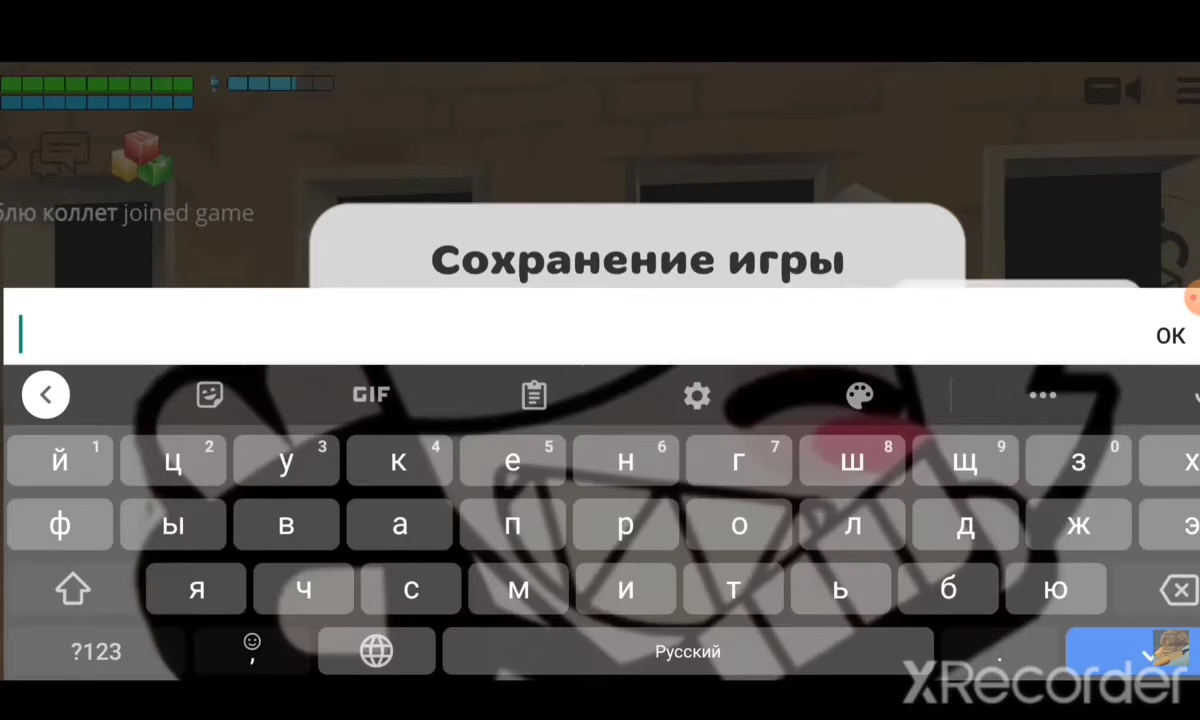 блю коллет joined game
Сохранение игры
ОК
GIF
й 1 ц 2 у 3 к 4 е 5 н 6 г 7 ш 8 щ 9 з 0 х
ф ы в а п р о л д ж э
я ч с м и т ь б ю
?123 , Русский .
XRecorder